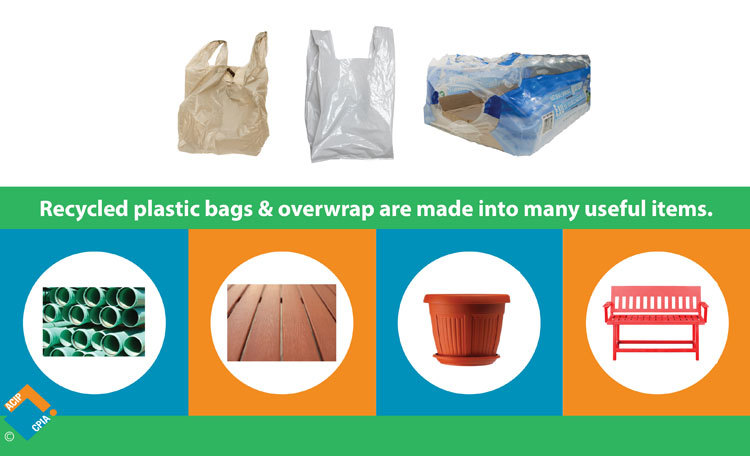 Recycled plastic bags & overwrap are made into many useful items.
ACIP
CPIA
©